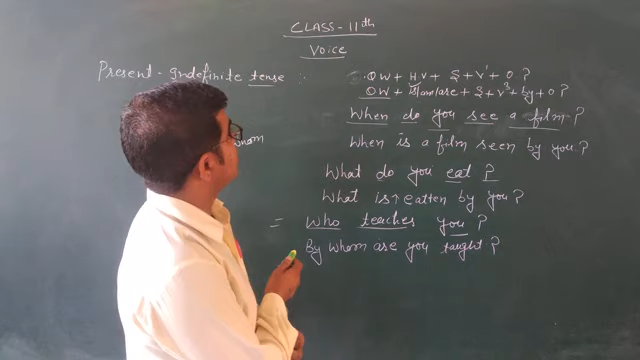 CLASS - 11th
Voice
Present - Indefinite tense :
QW + HV + S + V1 + O ?
QW + is/am/are + S + V3 + by + O ?
When do you see a film ?
whom
When is a film seen by you ?
What do you eat ?
What is ↑ eatten by you ?
= Who teaches you ?
By whom are you taught ?